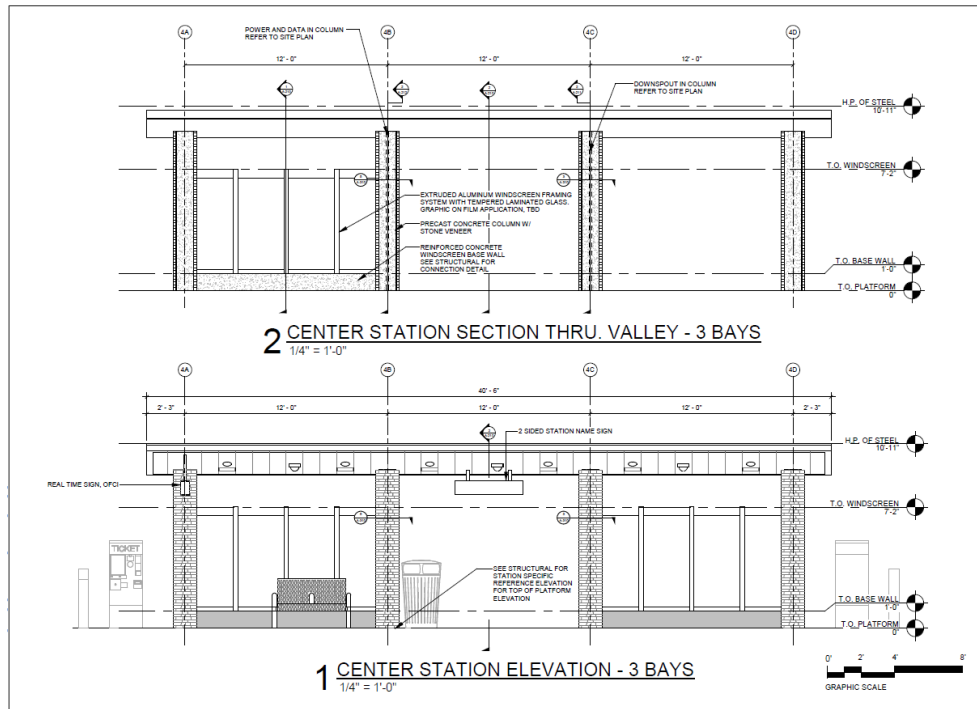 4A
4B
4C
4D
POWER AND DATA IN COLUMN
REFER TO SITE PLAN
12' - 0"
12' - 0"
12' - 0"
DOWNSPOUT IN COLUMN
REFER TO SITE PLAN
H.P. OF STEEL
10'-11"
T.O. WINDSCREEN
7'-2"
EXTRUDED ALUMINUM WINDSCREEN FRAMING
SYSTEM WITH TEMPERED LAMINATED GLASS.
GRAPHIC ON FILM APPLICATION, TBD
PRECAST CONCRETE COLUMN W/
STONE VENEER
REINFORCED CONCRETE
WINDSCREEN BASE WALL
SEE STRUCTURAL FOR
CONNECTION DETAIL
T.O. BASE WALL
1'-0"
T.O. PLATFORM
0"
2 CENTER STATION SECTION THRU. VALLEY - 3 BAYS
1/4" = 1'-0"
4A
4B
4C
4D
40' - 6"
2' - 3"
12' - 0"
12' - 0"
12' - 0"
2' - 3"
2 SIDED STATION NAME SIGN
H.P. OF STEEL
10'-11"
REAL TIME SIGN, OFCI
T.O. WINDSCREEN
7'-2"
TICKET
SEE STRUCTURAL FOR
STATION SPECIFIC
REFERENCE ELEVATION
FOR TOP OF PLATFORM
ELEVATION
T.O. BASE WALL
1'-0"
T.O. PLATFORM
0"
1 CENTER STATION ELEVATION - 3 BAYS
1/4" = 1'-0"
0' 2' 4' 8'
GRAPHIC SCALE